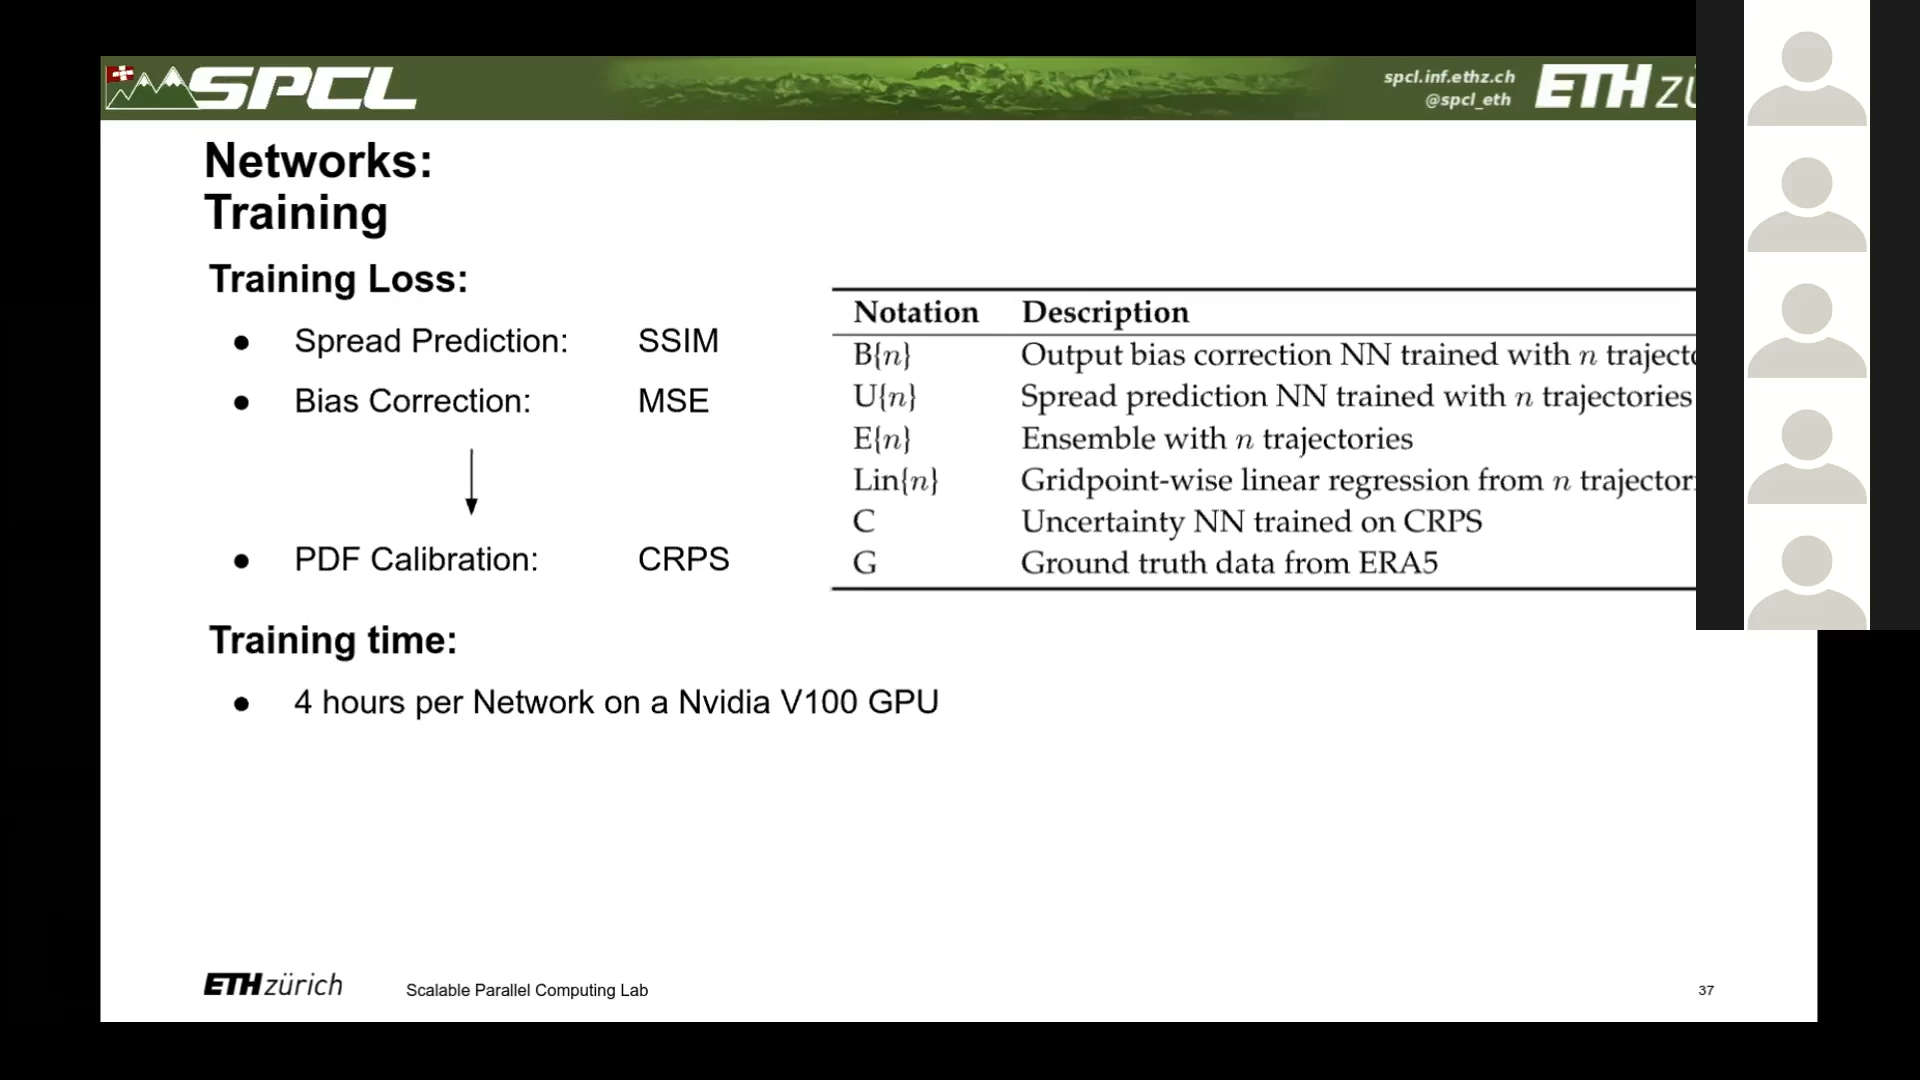 SPCL
spcl.inf.ethz.ch
@spcl_eth
ETH
Networks:
Training
Training Loss:
● Spread Prediction: SSIM
● Bias Correction: MSE
● PDF Calibration: CRPS
Notation Description
B{n} Output bias correction NN trained with n
U{n} Spread prediction NN trained with n trajectories
E{n} Ensemble with n trajectories
Lin{n} Gridpoint-wise linear regression from n
C Uncertainty NN trained on CRPS
G Ground truth data from ERA5
Training time:
● 4 hours per Network on a Nvidia V100 GPU
ETH zürich
Scalable Parallel Computing Lab
37